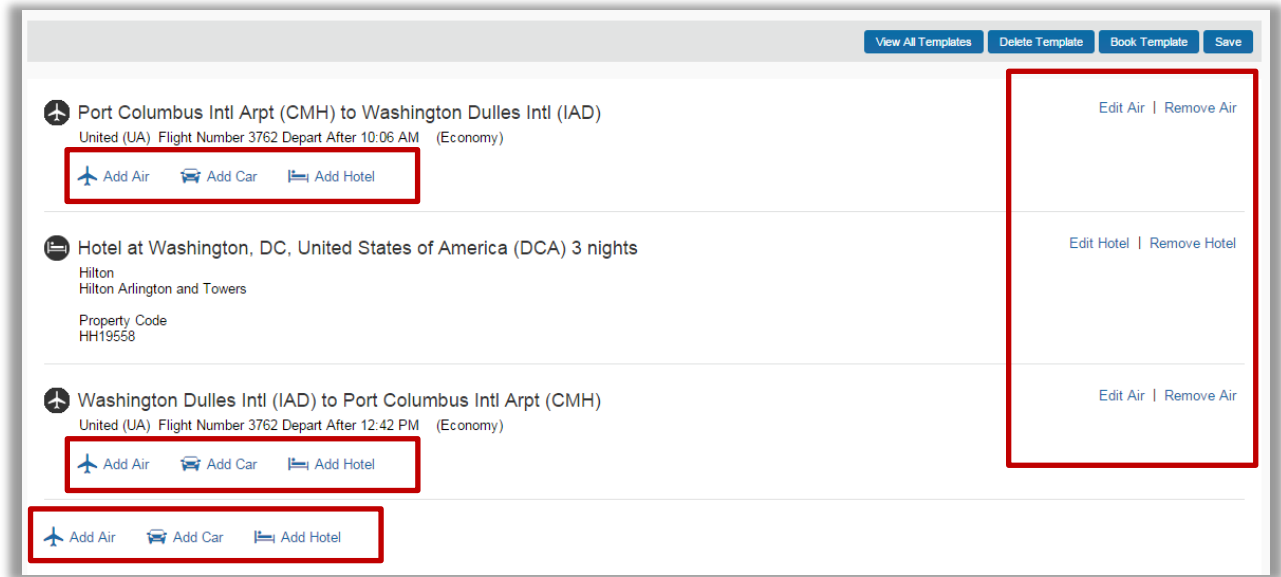 View All Templates Delete Template Book Template Save
Port Columbus Intl Arpt (CMH) to Washington Dulles Intl (IAD) Edit Air | Remove Air
United (UA) Flight Number 3762 Depart After 10:06 AM (Economy)
Add Air Add Car Add Hotel
Hotel at Washington, DC, United States of America (DCA) 3 nights Edit Hotel | Remove Hotel
Hilton
Hilton Arlington and Towers
Property Code
HH19558
Washington Dulles Intl (IAD) to Port Columbus Intl Arpt (CMH) Edit Air | Remove Air
United (UA) Flight Number 3762 Depart After 12:42 PM (Economy)
Add Air Add Car Add Hotel
Add Air Add Car Add Hotel